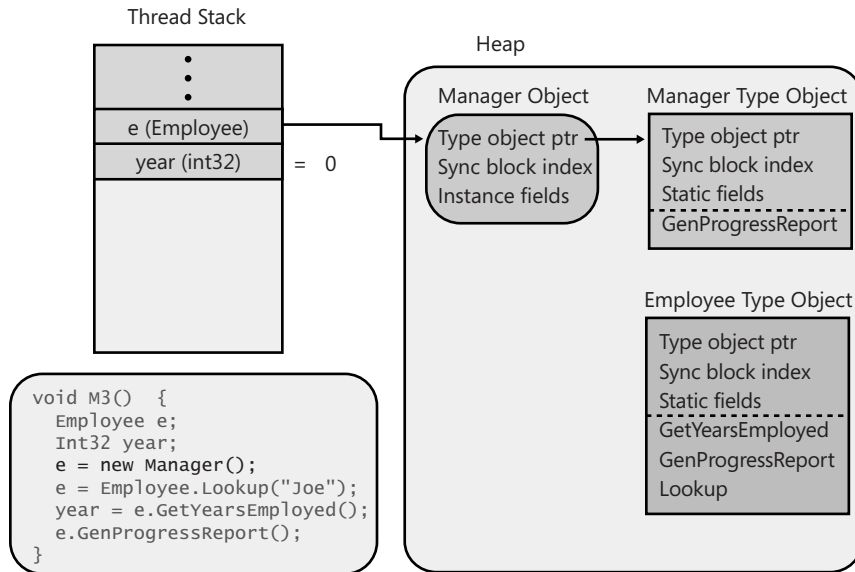 Thread Stack
e (Employee)
year (int32)
= 0
Heap
Manager Object
Type object ptr
Sync block index
Instance fields
Manager Type Object
Type object ptr
Sync block index
Static fields
GenProgressReport
Employee Type Object
Type object ptr
Sync block index
Static fields
GetYearsEmployed
GenProgressReport
Lookup
void M3() {
Employee e;
Int32 year;
e = new Manager();
e = Employee.Lookup("Joe");
year = e.GetYearsEmployed();
e.GenProgressReport();
}